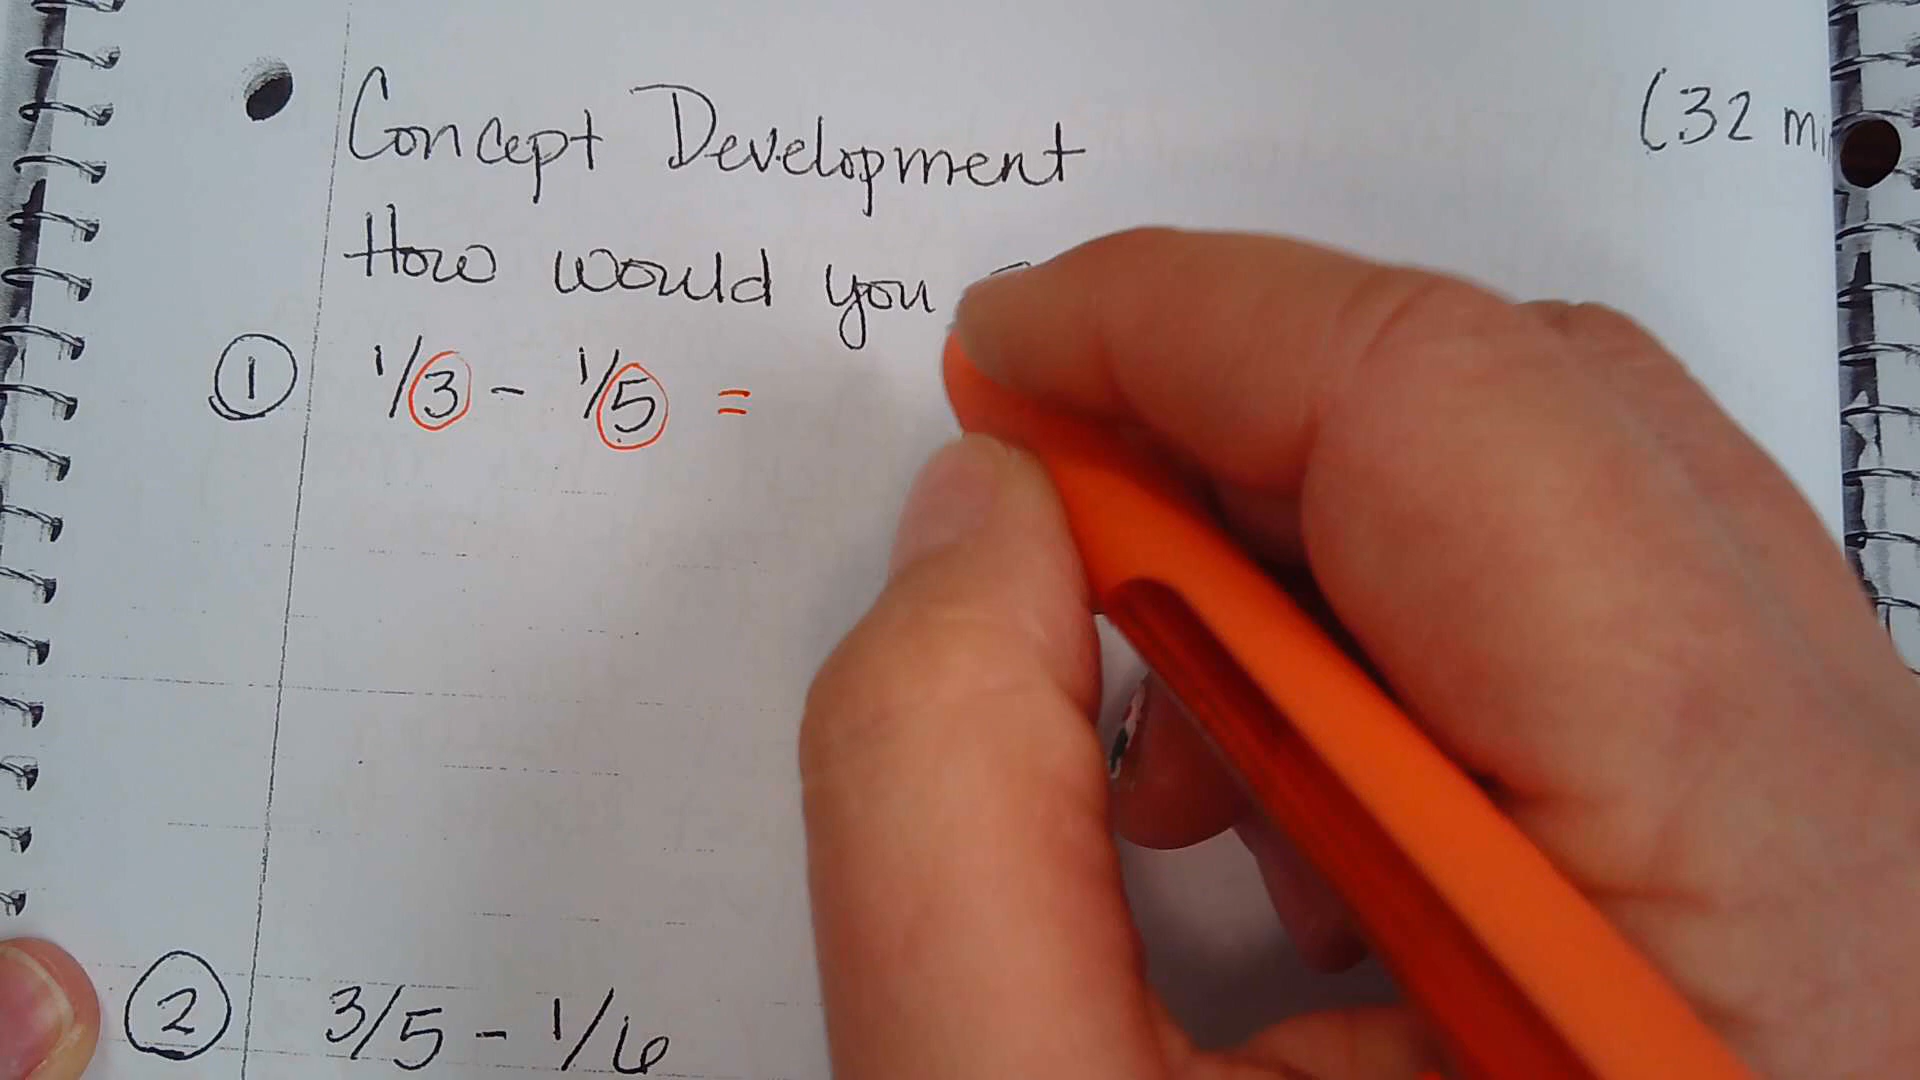 Concept Development (32
How would you
① 1/3 - 1/5 =
② 3/5 - 1/6